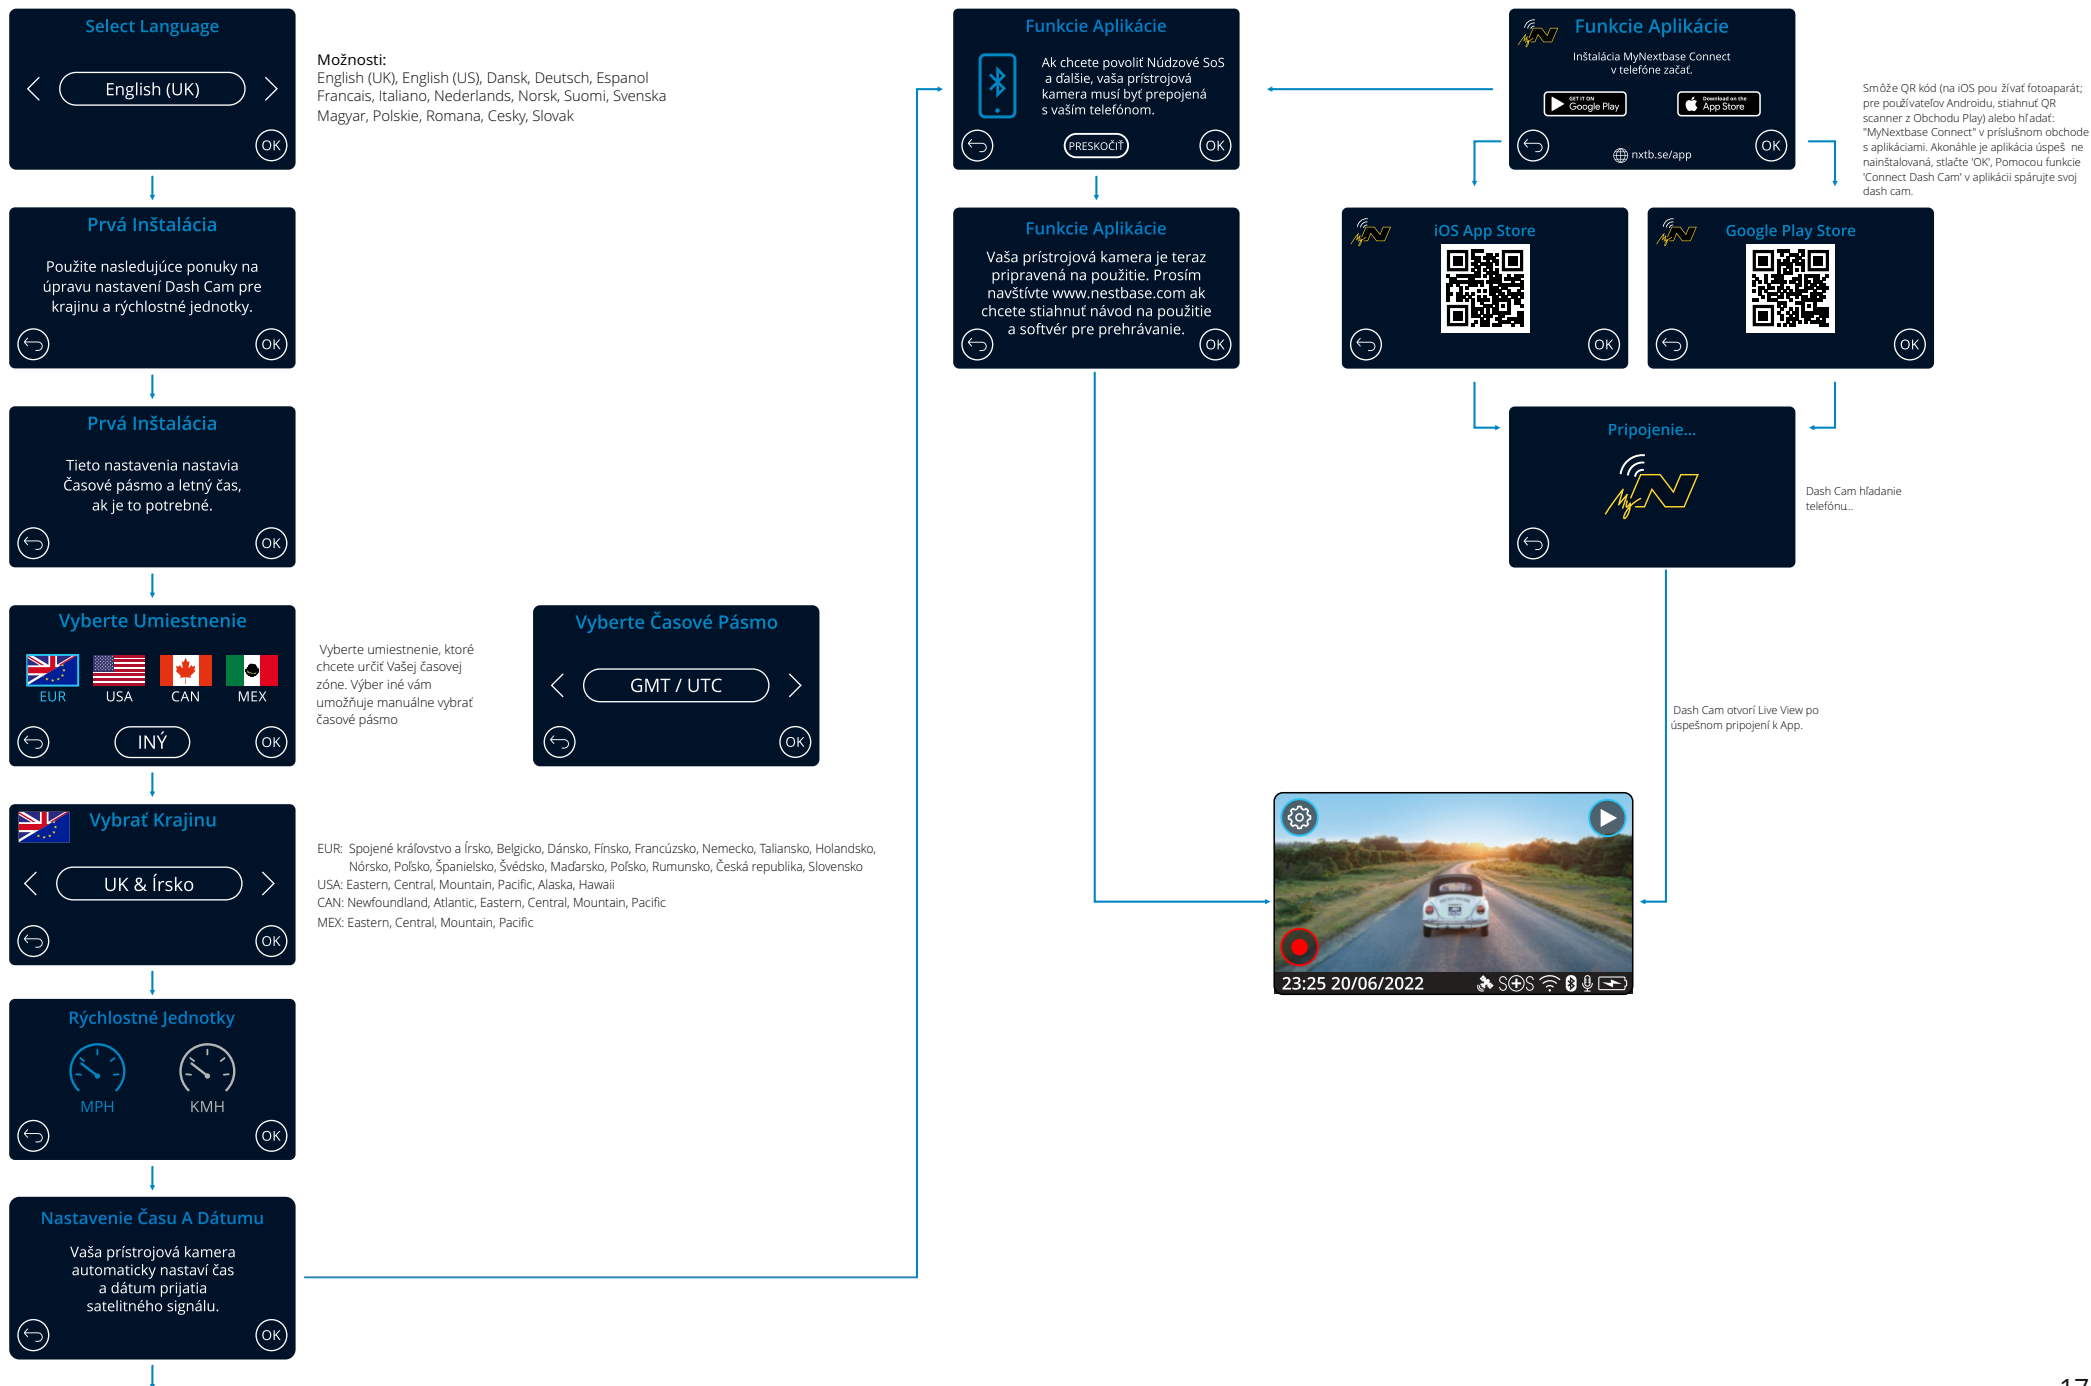 Select Language
English (UK)
OK
Možnosti:
English (UK), English (US), Dansk, Deutsch, Espanol
Francais, Italiano, Nederlands, Norsk, Suomi, Svenska
Magyar, Polskie, Romana, Cesky, Slovak
Prvá Inštalácia
Použite nasledujúce ponuky na
úpravu nastavení Dash Cam pre
krajinu a rýchlostné jednotky.
OK
Prvá Inštalácia
Tieto nastavenia nastavia
Časové pásmo a letný čas,
ak je to potrebné.
OK
Vyberte Umiestnenie
EUR USA CAN MEX
INÝ
OK
Vyberte umiestnenie, ktoré
chcete určiť Vašej časovej
zóne. Výber iné vám
umožňuje manuálne vybrať
časové pásmo
Vyberte Časové Pásmo
GMT / UTC
OK
Vybrať Krajinu
UK & Írsko
OK
EUR: Spojené kráľovstvo a Írsko, Belgicko, Dánsko, Fínsko, Francúzsko, Nemecko, Taliansko, Holandsko,
Nórsko, Poľsko, Španielsko, Švédsko, Maďarsko, Poľsko, Rumunsko, Česká republika, Slovensko
USA: Eastern, Central, Mountain, Pacific, Alaska, Hawaii
CAN: Newfoundland, Atlantic, Eastern, Central, Mountain, Pacific
MEX: Eastern, Central, Mountain, Pacific
Rýchlostné Jednotky
MPH KMH
OK
Nastavenie Času A Dátumu
Vaša prístrojová kamera
automaticky nastaví čas
a dátum prijatia
satelitného signálu.
OK
Funkcie Aplikácie
Ak chcete povoliť Núdzové SoS
a ďalšie, vaša prístrojová
kamera musí byť prepojená
s vaším telefónom.
PRESKOČIŤ
OK
Funkcie Aplikácie
Vaša prístrojová kamera je teraz
pripravená na použitie. Prosím
navštívte www.nestbase.com ak
chcete stiahnuť návod na použitie
a softvér pre prehrávanie.
OK
My N
Funkcie Aplikácie
Inštalácia MyNextbase Connect
v telefóne začať.
GET IT ON
Google Play
Download on the
App Store
nxtb.se/app
OK
Smôže QR kód (na iOS pou žívať fotoaparát;
pre používateľov Androidu, stiahnuť QR
scanner z Obchodu Play) alebo hľadať:
"MyNextbase Connect" v príslušnom obchode
s aplikáciami. Akonáhle je aplikácia úspeš ne
nainštalovaná, stlačte 'OK', Pomocou funkcie
'Connect Dash Cam' v aplikácii spárujte svoj
dash cam.
My N
iOS App Store
OK
My N
Google Play Store
OK
Pripojenie...
My N
Dash Cam hľadanie
telefónu...
Dash Cam otvorí Live View po
úspešnom pripojení k App.
23:25 20/06/2022 SOS
17